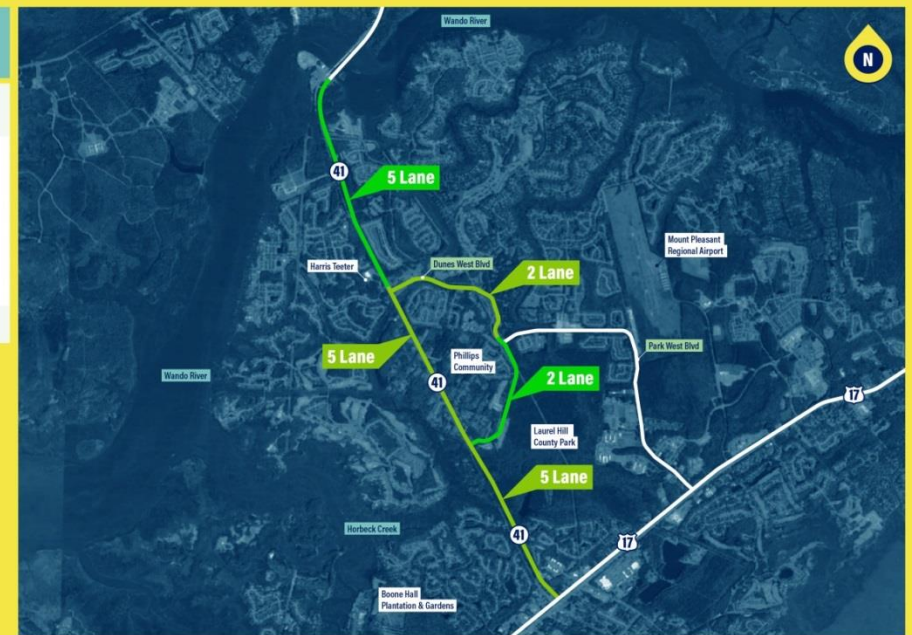 Wando River
N
41
5 Lane
Mount Pleasant
Regional Airport
Harris Teeter
Dunes West Blvd
2 Lane
5 Lane
Phillips
Community
Park West Blvd
Wando River
41
2 Lane
17
Laurel Hill
County Park
5 Lane
Horbeck Creek
41
17
Boone Hall
Plantation & Gardens